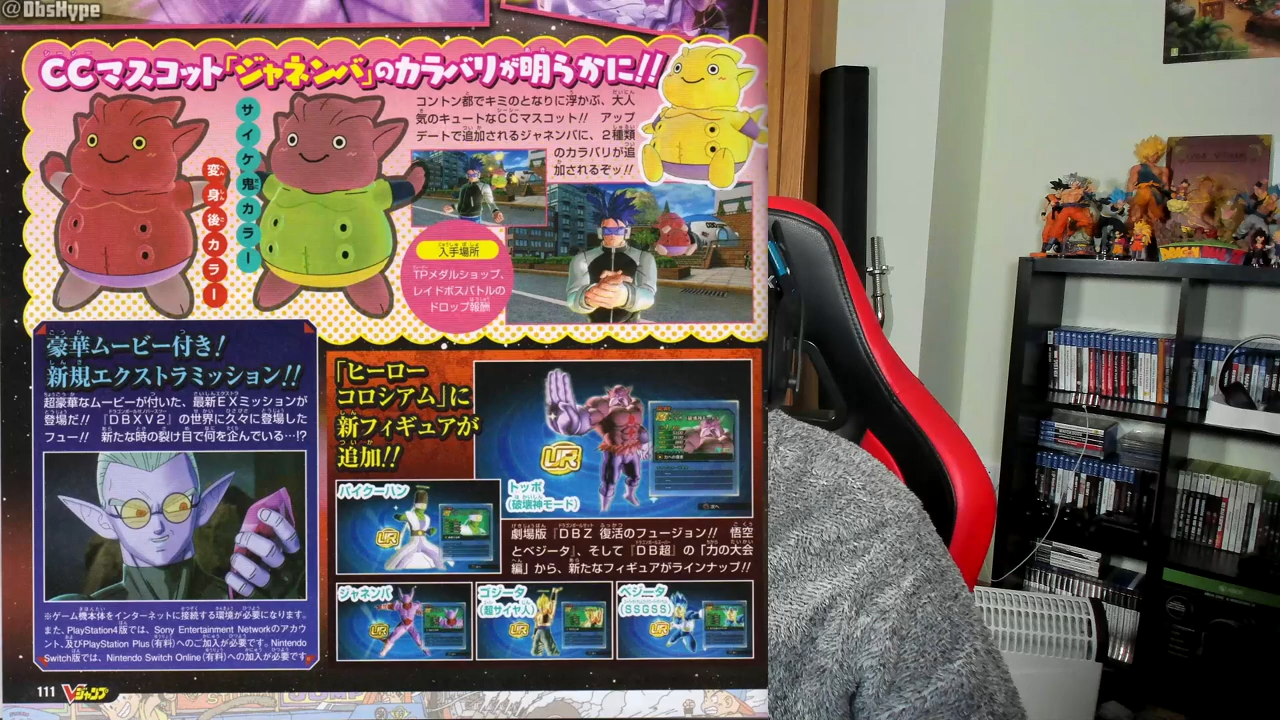 @DbsHype
CCマスコット「ジャネンバ」のカラバリが明らかに!!
コントン都でキミのとなりに浮かぶ、大人
気のキュートなCCマスコット!! アップ
デートで追加されるジャネンバに、2種類
のカラバリが追
加されるぞッ!!
変身後カラー
サイケ鬼カラー
入手場所
TPメダルショップ、
レイドボスバトルの
ドロップ報酬
豪華ムービー付き!
新規エクストラミッション!!
超豪華なムービーが付いた、最新EXミッションが
登場だ!! 『DBXV2』の世界に久々に登場した
フュー!! 新たな時の裂け目で何を企んでいる…!?
※ゲーム機本体をインターネットに接続する環境が必要になります。
また、PlayStation4版では、Sony Entertainment Networkのアカウ
ント、及びPlayStation Plus(有料)へのご加入が必要です。Nintendo
Switch版では、Nintendo Switch Online(有料)への加入が必要です
「ヒーロー
コロシアム」に
新フィギュアが
追加!!
UR
トッポ
(破壊神モード)
パイクーハン
UR
劇場版『DBZ 復活のフュージョン!! 悟空
とベジータ』、そして『DB超』の「力の大会
編」から、新たなフィギュアがラインナップ!!
ジャネンバ
UR
ゴジータ
(超サイヤ人)
UR
ベジータ
(SSGSS)
UR
111 Vジャンプ